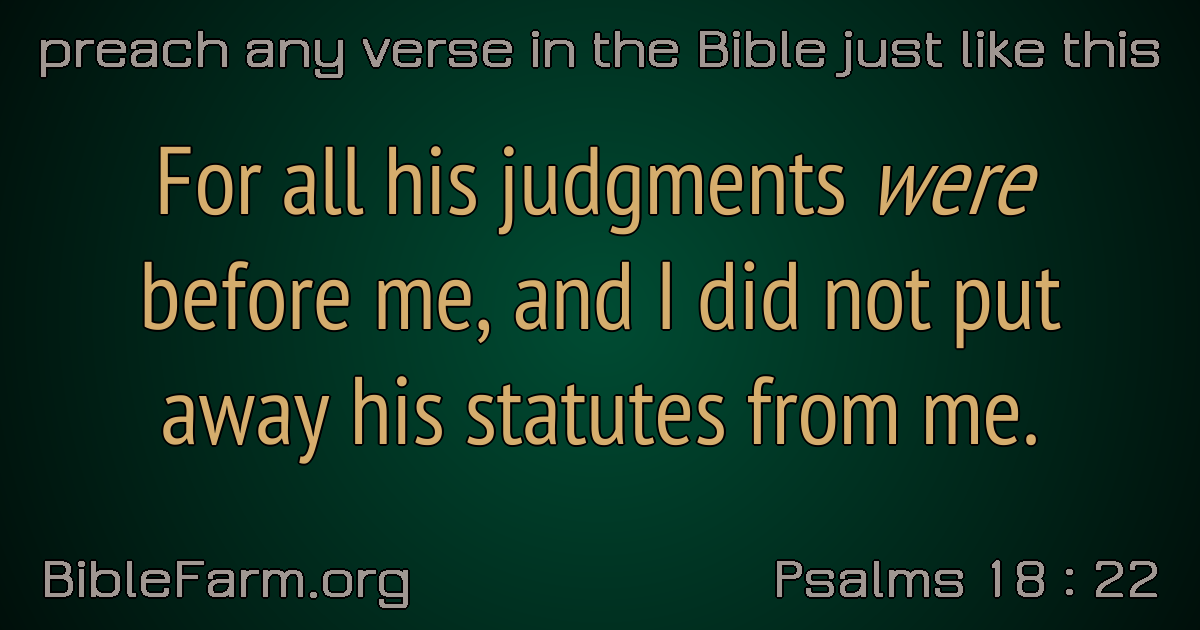 preach any verse in the Bible just like this
For all his judgments were
before me, and I did not put
away his statutes from me.
BibleFarm.org
Psalms 18 : 22